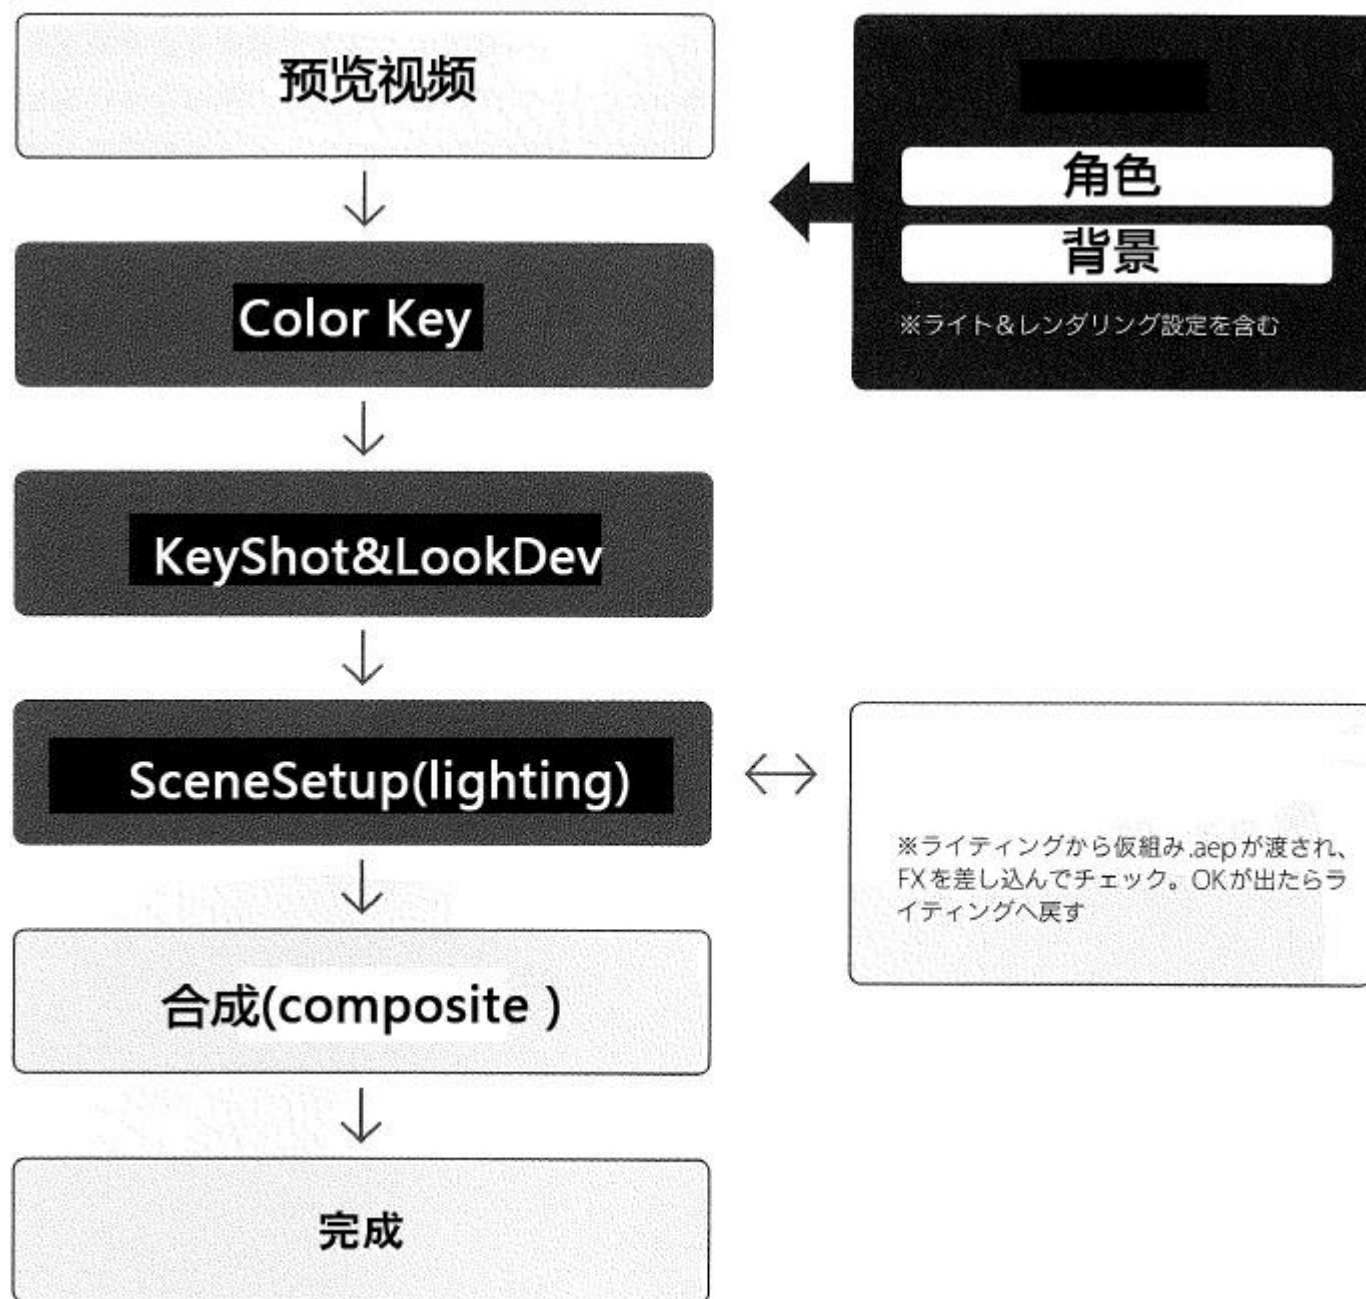 预览视频
Color Key
KeyShot&LookDev
SceneSetup(lighting)
合成(composite )
完成
角色
背景
※ライト&レンダリング設定を含む
※ライティングから仮組み.aepが渡され、
FXを差し込んでチェック。OKが出たらラ
イティングへ戻す